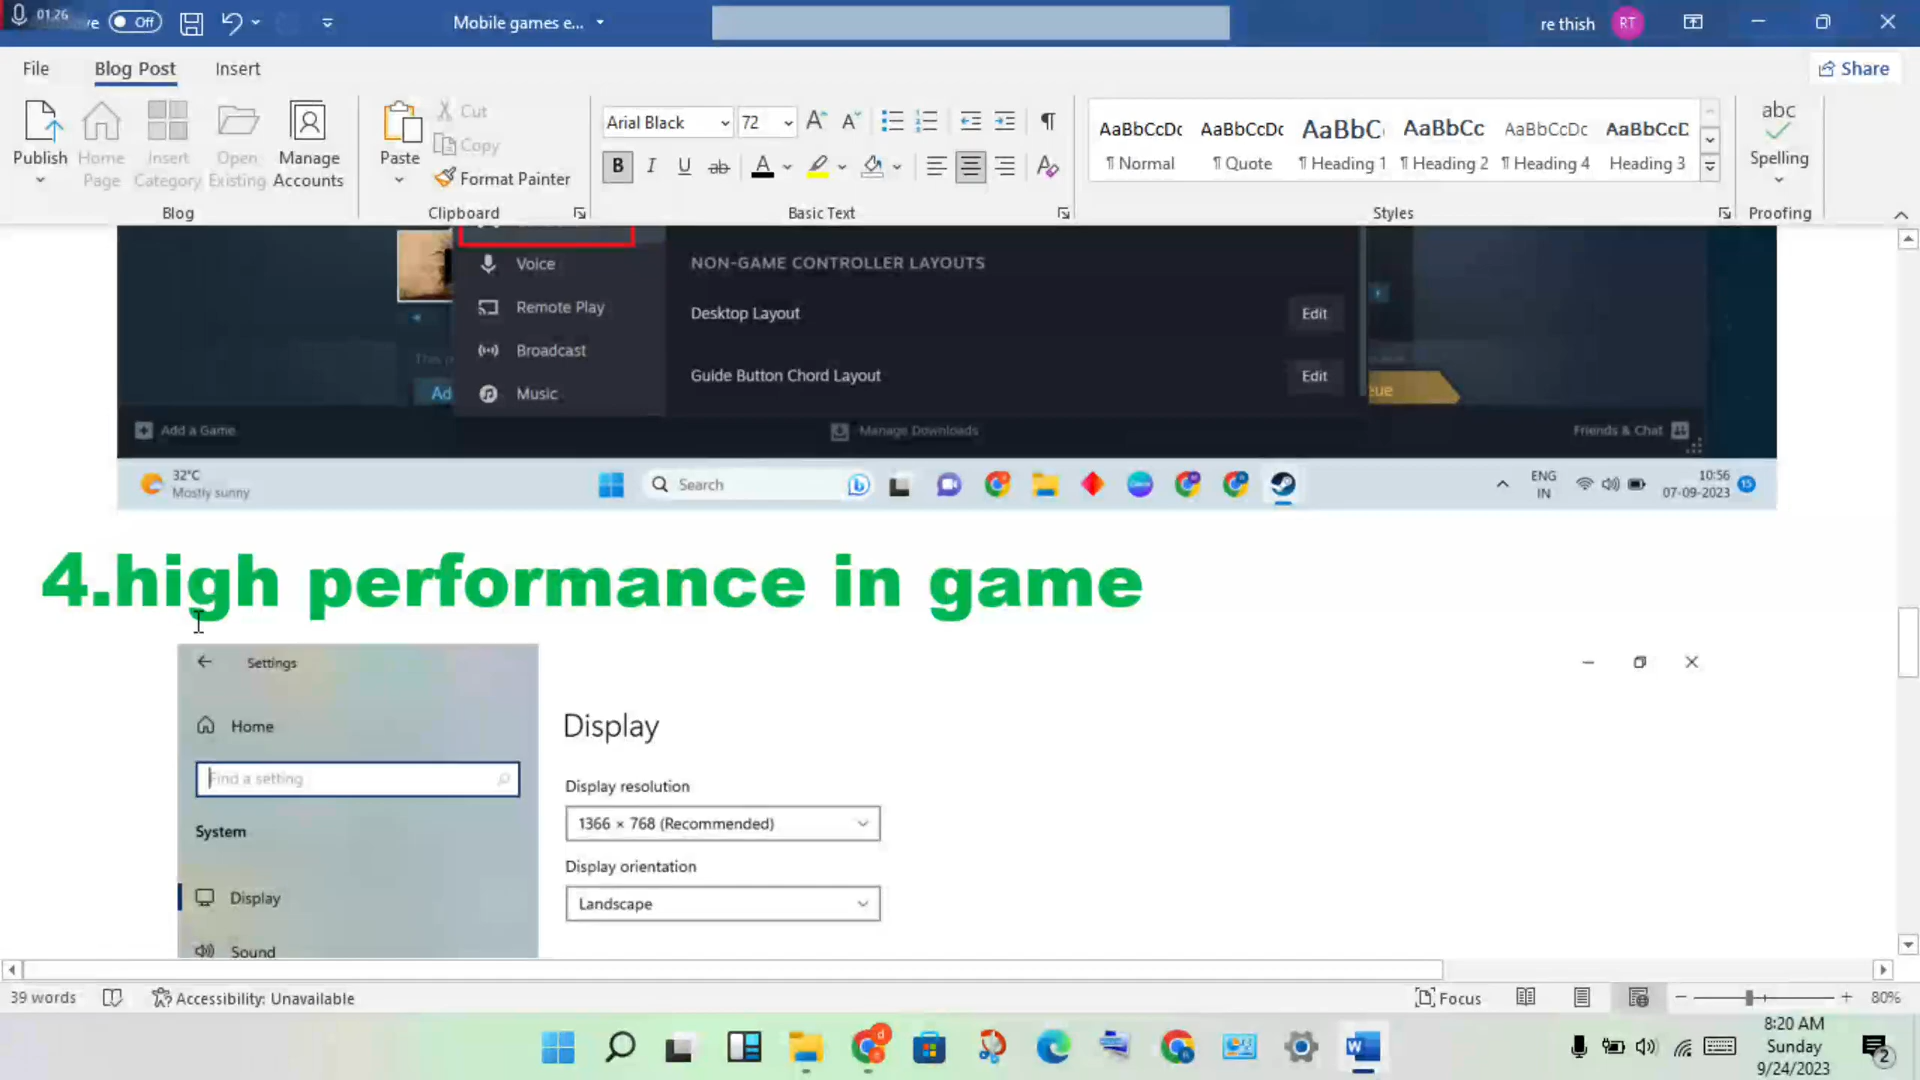 01:26
ve Off Mobile games e... re thish RT
File Blog Post Insert Share
Publish Home Page Insert Category Open Existing Manage Accounts
Blog
Paste Cut
Copy
Format Painter
Clipboard
Arial Black 72
B I U ab A
Basic Text
AaBbCcDc AaBbCcDc AaBbC AaBbCc AaBbCcDc AaBbCcD
¶ Normal ¶ Quote ¶ Heading 1 ¶ Heading 2 ¶ Heading 4 Heading 3
Styles
abc
Spelling
Proofing
Voice
Remote Play
Broadcast
Music
NON-GAME CONTROLLER LAYOUTS
Desktop Layout Edit
Guide Button Chord Layout Edit
Ad
eue
Add a Game Manage Downloads Friends & Chat
32°C
Mostly sunny
Search
ENG
IN
10:56
07-09-2023
15
4.high performance in game
Settings
Home
Find a setting
System
Display
Sound
Display
Display resolution
1366 × 768 (Recommended)
Display orientation
Landscape
39 words Accessibility: Unavailable Focus 80%
8:20 AM
Sunday
9/24/2023
2